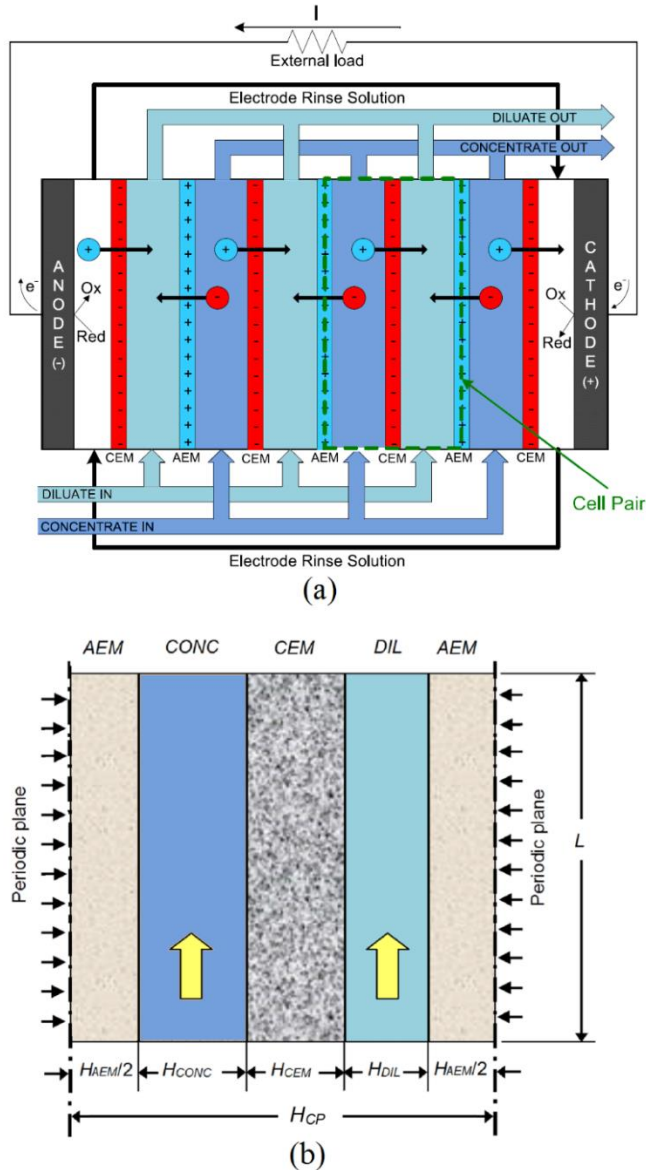 I
External load
Electrode Rinse Solution
DILUATE OUT
CONCENTRATE OUT
ANODE (-)
CATHODE (+)
e-
Ox
Red
+
-
+
-
+
-
+
Ox
Red
e-
CEM
AEM
CEM
AEM
CEM
AEM
CEM
DILUATE IN
CONCENTRATE IN
Cell Pair
Electrode Rinse Solution
(a)
AEM CONC CEM DIL AEM
Periodic plane
Periodic plane
L
HAEM/2 HCONC HCEM HDIL HAEM/2
HCP
(b)